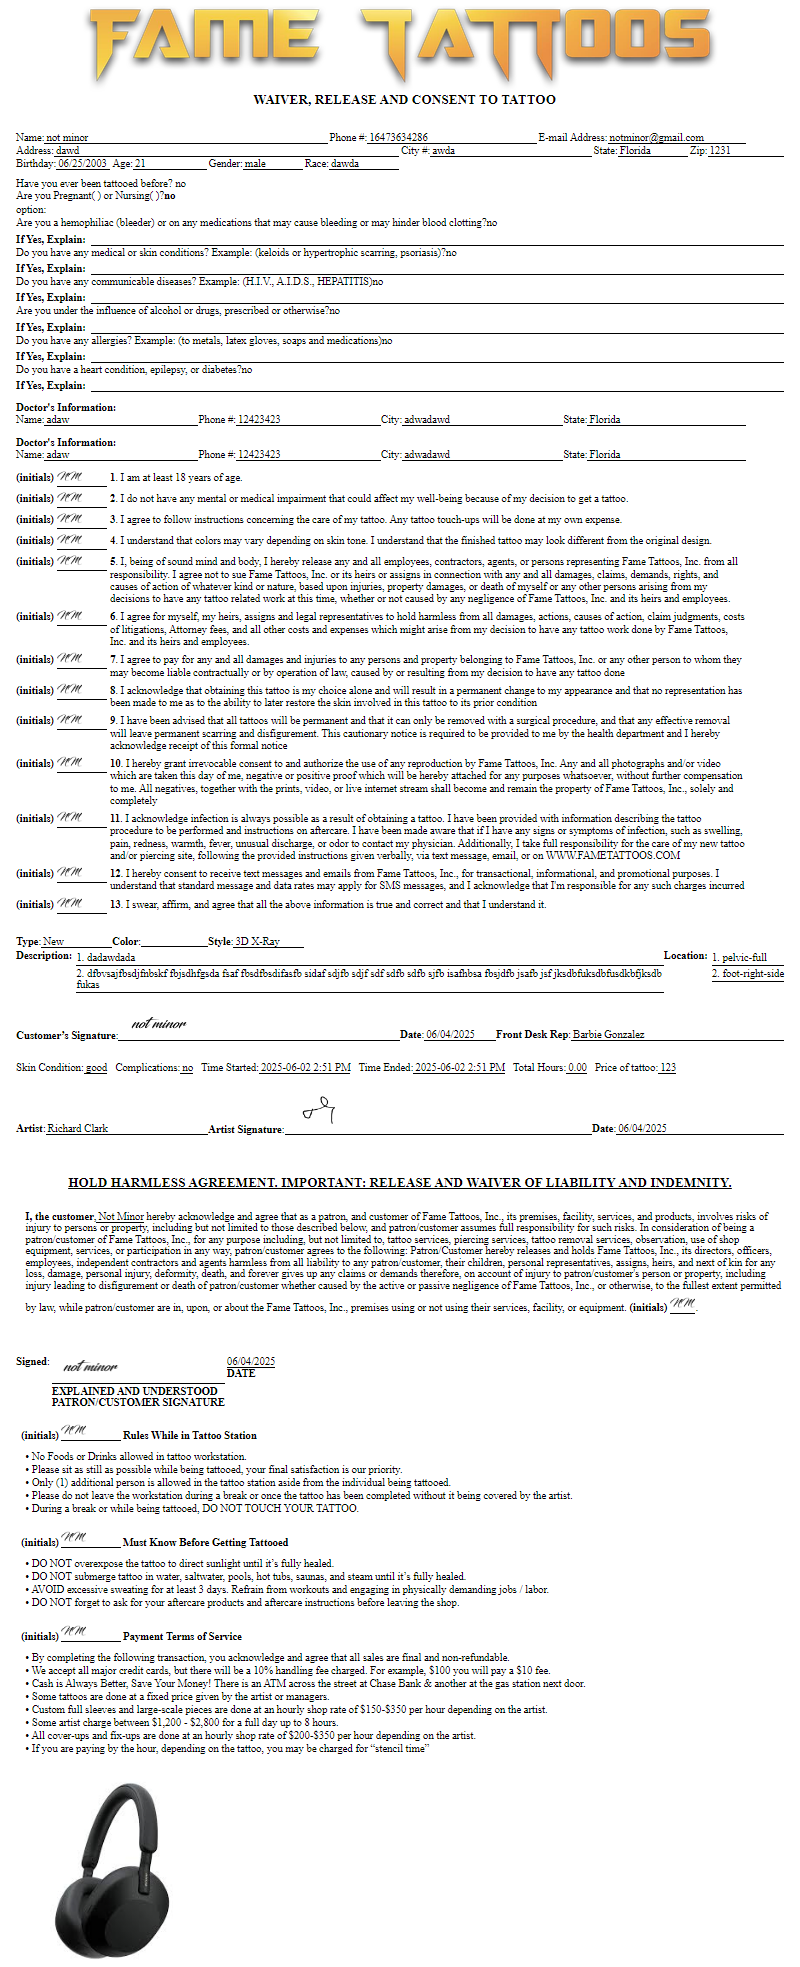 FAME TATTOOS
WAIVER, RELEASE AND CONSENT TO TATTOO
Name: not minor Phone #: 16473634286 E-mail Address: notminor@gmail.com
Address: dawd City #: awda State: Florida Zip: 1231
Birthday: 06/25/2003 Age: 21 Gender: male Race: dawda
Have you ever been tattooed before? no
Are you Pregnant( ) or Nursing( )?no
option:
Are you a hemophiliac (bleeder) or on any medications that may cause bleeding or may hinder blood clotting?no
If Yes, Explain:
Do you have any medical or skin conditions? Example: (keloids or hypertrophic scarring, psoriasis)?no
If Yes, Explain:
Do you have any communicable diseases? Example: (H.I.V., A.I.D.S., HEPATITIS)no
If Yes, Explain:
Are you under the influence of alcohol or drugs, prescribed or otherwise?no
If Yes, Explain:
Do you have any allergies? Example: (to metals, latex gloves, soaps and medications)no
If Yes, Explain:
Do you have a heart condition, epilepsy, or diabetes?no
If Yes, Explain:
Doctor's Information:
Name: adaw Phone #: 12423423 City: adwadawd State: Florida
Doctor's Information:
Name: adaw Phone #: 12423423 City: adwadawd State: Florida
(initials) NM 1. I am at least 18 years of age.
(initials) NM 2. I do not have any mental or medical impairment that could affect my well-being because of my decision to get a tattoo.
(initials) NM 3. I agree to follow instructions concerning the care of my tattoo. Any tattoo touch-ups will be done at my own expense.
(initials) NM 4. I understand that colors may vary depending on skin tone. I understand that the finished tattoo may look different from the original design.
(initials) NM 5. I, being of sound mind and body, I hereby release any and all employees, contractors, agents, or persons representing Fame Tattoos, Inc. from all
responsibility. I agree not to sue Fame Tattoos, Inc. or its heirs or assigns in connection with any and all damages, claims, demands, rights, and
causes of action of whatever kind or nature, based upon injuries, property damages, or death of myself or any other persons arising from my
decisions to have any tattoo related work at this time, whether or not caused by any negligence of Fame Tattoos, Inc. and its heirs and employees.
(initials) NM 6. I agree for myself, my heirs, assigns and legal representatives to hold harmless from all damages, actions, causes of action, claim judgments, costs
of litigations, Attorney fees, and all other costs and expenses which might arise from my decision to have any tattoo work done by Fame Tattoos,
Inc. and its heirs and employees.
(initials) NM 7. I agree to pay for any and all damages and injuries to any persons and property belonging to Fame Tattoos, Inc. or any other person to whom they
may become liable contractually or by operation of law, caused by or resulting from my decision to have any tattoo done
(initials) NM 8. I acknowledge that obtaining this tattoo is my choice alone and will result in a permanent change to my appearance and that no representation has
been made to me as to the ability to later restore the skin involved in this tattoo to its prior condition
(initials) NM 9. I have been advised that all tattoos will be permanent and that it can only be removed with a surgical procedure, and that any effective removal
will leave permanent scarring and disfigurement. This cautionary notice is required to be provided to me by the health department and I hereby
acknowledge receipt of this formal notice
(initials) NM 10. I hereby grant irrevocable consent to and authorize the use of any reproduction by Fame Tattoos, Inc. Any and all photographs and/or video
which are taken this day of me, negative or positive proof which will be hereby attached for any purposes whatsoever, without further compensation
to me. All negatives, together with the prints, video, or live internet stream shall become and remain the property of Fame Tattoos, Inc., solely and
completely
(initials) NM 11. I acknowledge infection is always possible as a result of obtaining a tattoo. I have been provided with information describing the tattoo
procedure to be performed and instructions on aftercare. I have been made aware that if I have any signs or symptoms of infection, such as swelling,
pain, redness, warmth, fever, unusual discharge, or odor to contact my physician. Additionally, I take full responsibility for the care of my new tattoo
and/or piercing site, following the provided instructions given verbally, via text message, email, or on WWW.FAMETATTOOS.COM
(initials) NM 12. I hereby consent to receive text messages and emails from Fame Tattoos, Inc., for transactional, informational, and promotional purposes. I
understand that standard message and data rates may apply for SMS messages, and I acknowledge that I'm responsible for any such charges incurred
(initials) NM 13. I swear, affirm, and agree that all the above information is true and correct and that I understand it.
Type: New Color: Style: 3D X-Ray
Description: 1. dadawdada Location: 1. pelvic-full
2. dfbvsajfbsdjfnbskf fbjsdhfgsda fsaf fbsdfbsdifasfb sidaf sdjfb sdjf sdf sdfb sdfb sjfb isafhbsa fbsjdfb jsafb jsf jksdbfuksdbfusdkbfjksdb 2. foot-right-side
fukas
not minor
Customer's Signature: Date: 06/04/2025 Front Desk Rep: Barbie Gonzalez
Skin Condition: good Complications: no Time Started: 2025-06-02 2:51 PM Time Ended: 2025-06-02 2:51 PM Total Hours: 0.00 Price of tattoo: 123
Artist: Richard Clark Artist Signature: Date: 06/04/2025
HOLD HARMLESS AGREEMENT. IMPORTANT: RELEASE AND WAIVER OF LIABILITY AND INDEMNITY.
I, the customer, Not Minor hereby acknowledge and agree that as a patron, and customer of Fame Tattoos, Inc., its premises, facility, services, and products, involves risks of
injury to persons or property, including but not limited to those described below, and patron/customer assumes full responsibility for such risks. In consideration of being a
patron/customer of Fame Tattoos, Inc., for any purpose including, but not limited to, tattoo services, piercing services, tattoo removal services, observation, use of shop
equipment, services, or participation in any way, patron/customer agrees to the following: Patron/Customer hereby releases and holds Fame Tattoos, Inc., its directors, officers,
employees, independent contractors and agents harmless from all liability to any patron/customer, their children, personal representatives, assigns, heirs, and next of kin for any
loss, damage, personal injury, deformity, death, and forever gives up any claims or demands therefore, on account of injury to patron/customer's person or property, including
injury leading to disfigurement or death of patron/customer whether caused by the active or passive negligence of Fame Tattoos, Inc., or otherwise, to the fullest extent permitted
by law, while patron/customer are in, upon, or about the Fame Tattoos, Inc., premises using or not using their services, facility, or equipment. (initials) NM.
Signed: not minor 06/04/2025
DATE
EXPLAINED AND UNDERSTOOD
PATRON/CUSTOMER SIGNATURE
(initials) NM Rules While in Tattoo Station
• No Foods or Drinks allowed in tattoo workstation.
• Please sit as still as possible while being tattooed, your final satisfaction is our priority.
• Only (1) additional person is allowed in the tattoo station aside from the individual being tattooed.
• Please do not leave the workstation during a break or once the tattoo has been completed without it being covered by the artist.
• During a break or while being tattooed, DO NOT TOUCH YOUR TATTOO.
(initials) NM Must Know Before Getting Tattooed
• DO NOT overexpose the tattoo to direct sunlight until it's fully healed.
• DO NOT submerge tattoo in water, saltwater, pools, hot tubs, saunas, and steam until it's fully healed.
• AVOID excessive sweating for at least 3 days. Refrain from workouts and engaging in physically demanding jobs / labor.
• DO NOT forget to ask for your aftercare products and aftercare instructions before leaving the shop.
(initials) NM Payment Terms of Service
• By completing the following transaction, you acknowledge and agree that all sales are final and non-refundable.
• We accept all major credit cards, but there will be a 10% handling fee charged. For example, $100 you will pay a $10 fee.
• Cash is Always Better, Save Your Money! There is an ATM across the street at Chase Bank & another at the gas station next door.
• Some tattoos are done at a fixed price given by the artist or managers.
• Custom full sleeves and large-scale pieces are done at an hourly shop rate of $150-$350 per hour depending on the artist.
• Some artist charge between $1,200 - $2,800 for a full day up to 8 hours.
• All cover-ups and fix-ups are done at an hourly shop rate of $200-$350 per hour depending on the artist.
• If you are paying by the hour, depending on the tattoo, you may be charged for “stencil time”